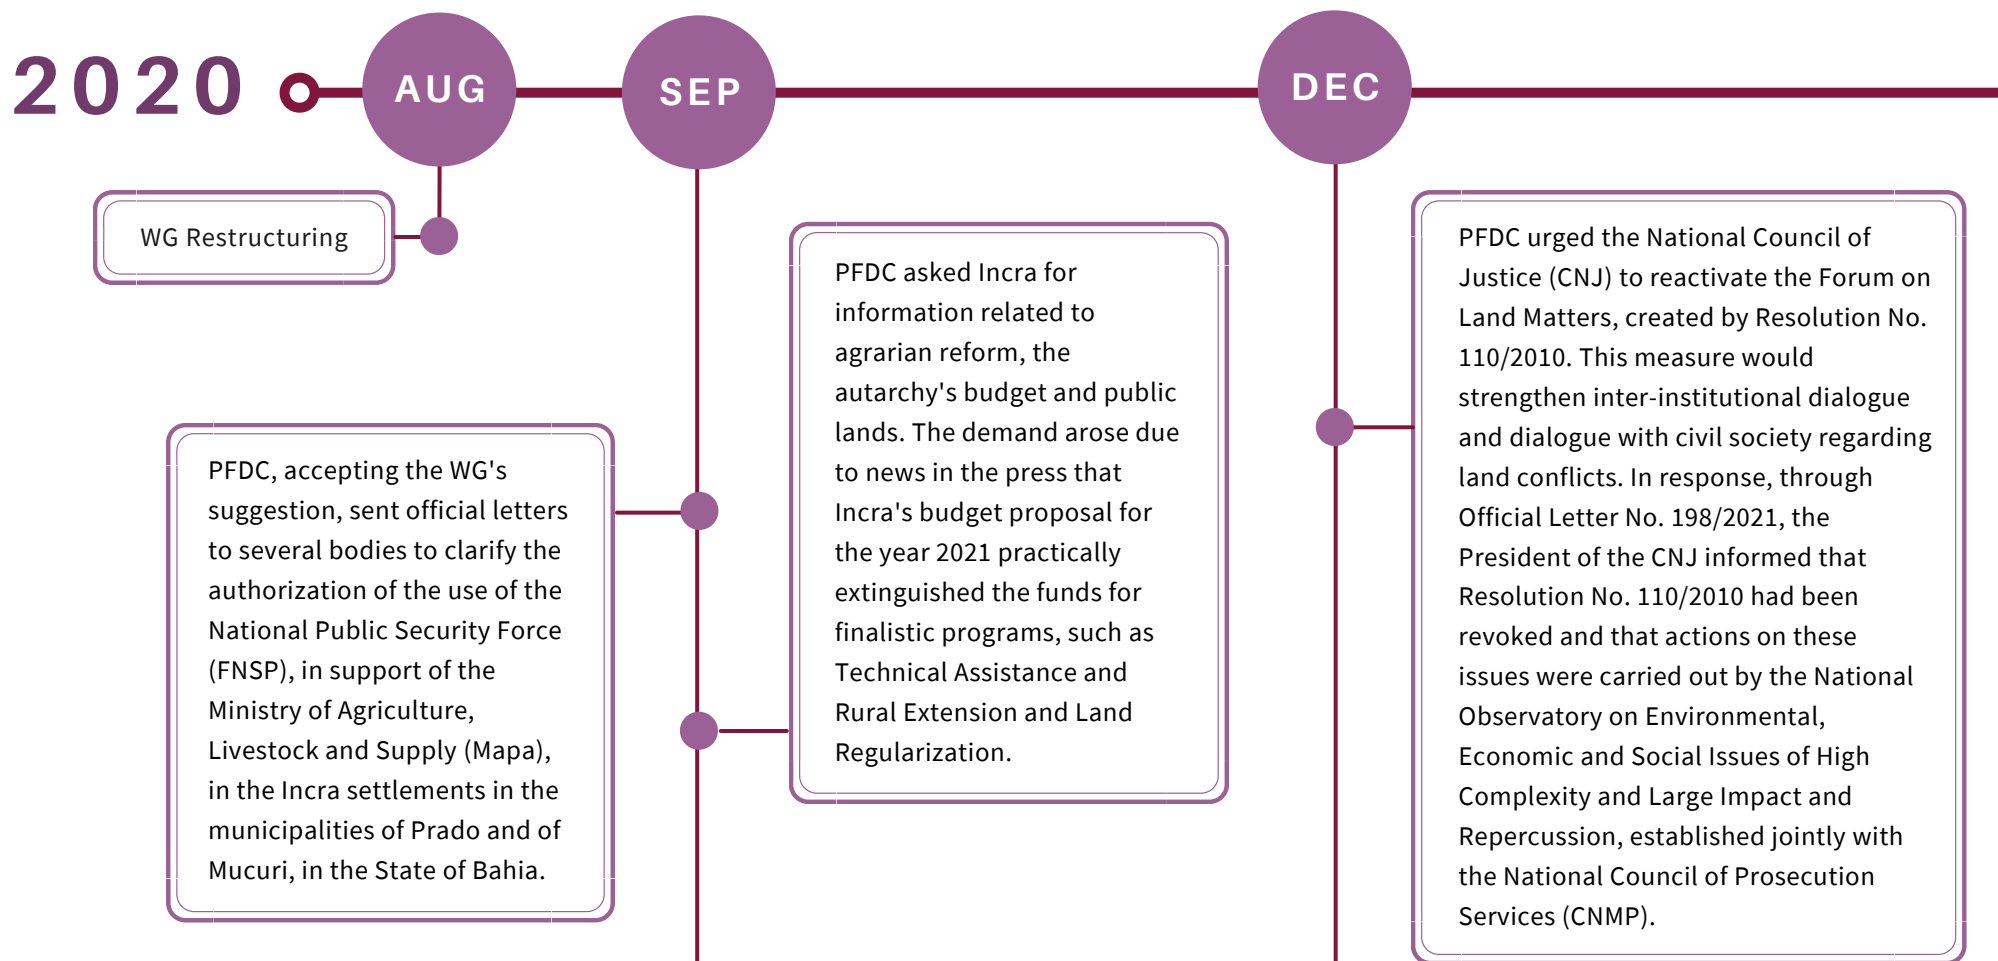 2020
AUG
SEP
DEC
WG Restructuring
PFDC, accepting the WG's
suggestion, sent official letters
to several bodies to clarify the
authorization of the use of the
National Public Security Force
(FNSP), in support of the
Ministry of Agriculture,
Livestock and Supply (Mapa),
in the Incra settlements in the
municipalities of Prado and of
Mucuri, in the State of Bahia.
PFDC asked Incra for
information related to
agrarian reform, the
autarchy's budget and public
lands. The demand arose due
to news in the press that
Incra's budget proposal for
the year 2021 practically
extinguished the funds for
finalistic programs, such as
Technical Assistance and
Rural Extension and Land
Regularization.
PFDC urged the National Council of
Justice (CNJ) to reactivate the Forum on
Land Matters, created by Resolution No.
110/2010. This measure would
strengthen inter-institutional dialogue
and dialogue with civil society regarding
land conflicts. In response, through
Official Letter No. 198/2021, the
President of the CNJ informed that
Resolution No. 110/2010 had been
revoked and that actions on these
issues were carried out by the National
Observatory on Environmental,
Economic and Social Issues of High
Complexity and Large Impact and
Repercussion, established jointly with
the National Council of Prosecution
Services (CNMP).